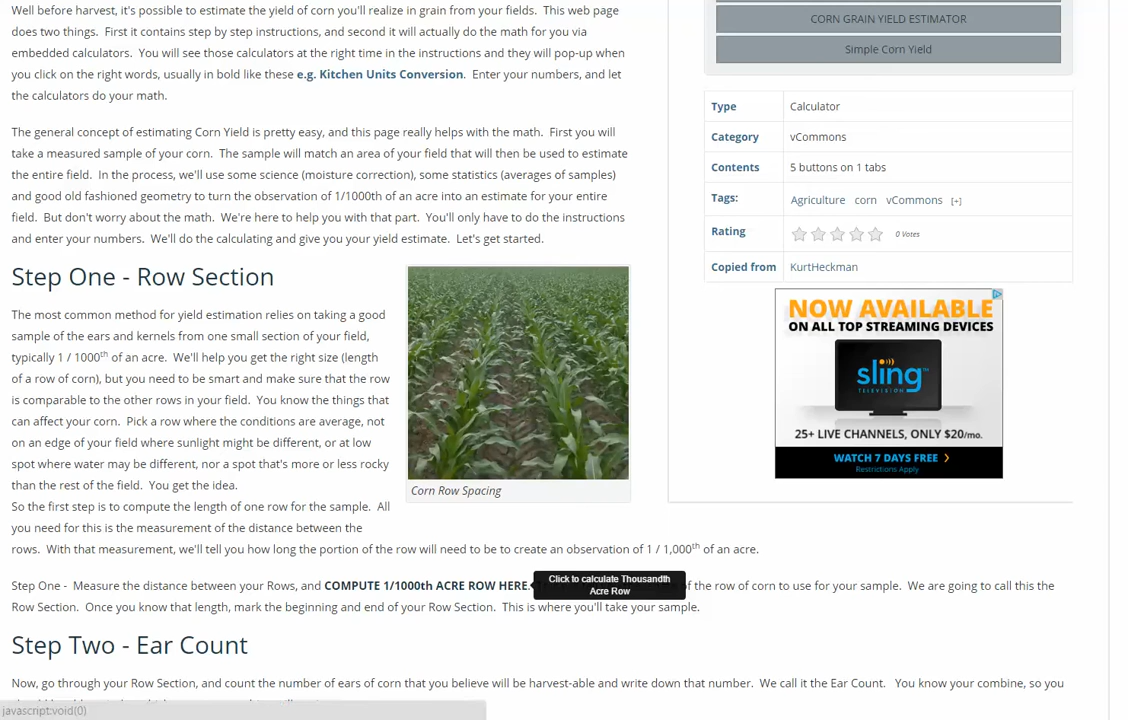 Well before harvest, it's possible to estimate the yield of corn you'll realize in grain from your fields. This web page
does two things. First it contains step by step instructions, and second it will actually do the math for you via
embedded calculators. You will see those calculators at the right time in the instructions and they will pop-up when
you click on the right words, usually in bold like these e.g. Kitchen Units Conversion. Enter your numbers, and let
the calculators do your math.
The general concept of estimating Corn Yield is pretty easy, and this page really helps with the math. First you will
take a measured sample of your corn. The sample will match an area of your field that will then be used to estimate
the entire field. In the process, we'll use some science (moisture correction), some statistics (averages of samples)
and good old fashioned geometry to turn the observation of 1/1000th of an acre into an estimate for your entire
field. But don't worry about the math. We're here to help you with that part. You'll only have to do the instructions
and enter your numbers. We'll do the calculating and give you your yield estimate. Let's get started.
Step One - Row Section
The most common method for yield estimation relies on taking a good
sample of the ears and kernels from one small section of your field,
typically 1 / 1000th of an acre. We'll help you get the right size (length
of a row of corn), but you need to be smart and make sure that the row
is comparable to the other rows in your field. You know the things that
can affect your corn. Pick a row where the conditions are average, not
on an edge of your field where sunlight might be different, or at low
spot where water may be different, nor a spot that's more or less rocky
than the rest of the field. You get the idea.
So the first step is to compute the length of one row for the sample. All
you need for this is the measurement of the distance between the
rows. With that measurement, we'll tell you how long the portion of the row will need to be to create an observation of 1 / 1,000th of an acre.
Corn Row Spacing
Step One - Measure the distance between your Rows, and COMPUTE 1/1000th ACRE ROW HERE. of the row of corn to use for your sample. We are going to call this the
Click to calculate Thousandth
Acre Row
Row Section. Once you know that length, mark the beginning and end of your Row Section. This is where you'll take your sample.
Step Two - Ear Count
Now, go through your Row Section, and count the number of ears of corn that you believe will be harvest-able and write down that number. We call it the Ear Count. You know your combine, so you
javascript:void(0)
CORN GRAIN YIELD ESTIMATOR
Simple Corn Yield
Type Calculator
Category vCommons
Contents 5 buttons on 1 tabs
Tags: Agriculture corn vCommons [+]
Rating 0 Votes
Copied from KurtHeckman
NOW AVAILABLE
ON ALL TOP STREAMING DEVICES
sling
TELEVISION
25+ LIVE CHANNELS, ONLY $20/mo.
WATCH 7 DAYS FREE >
Restrictions Apply